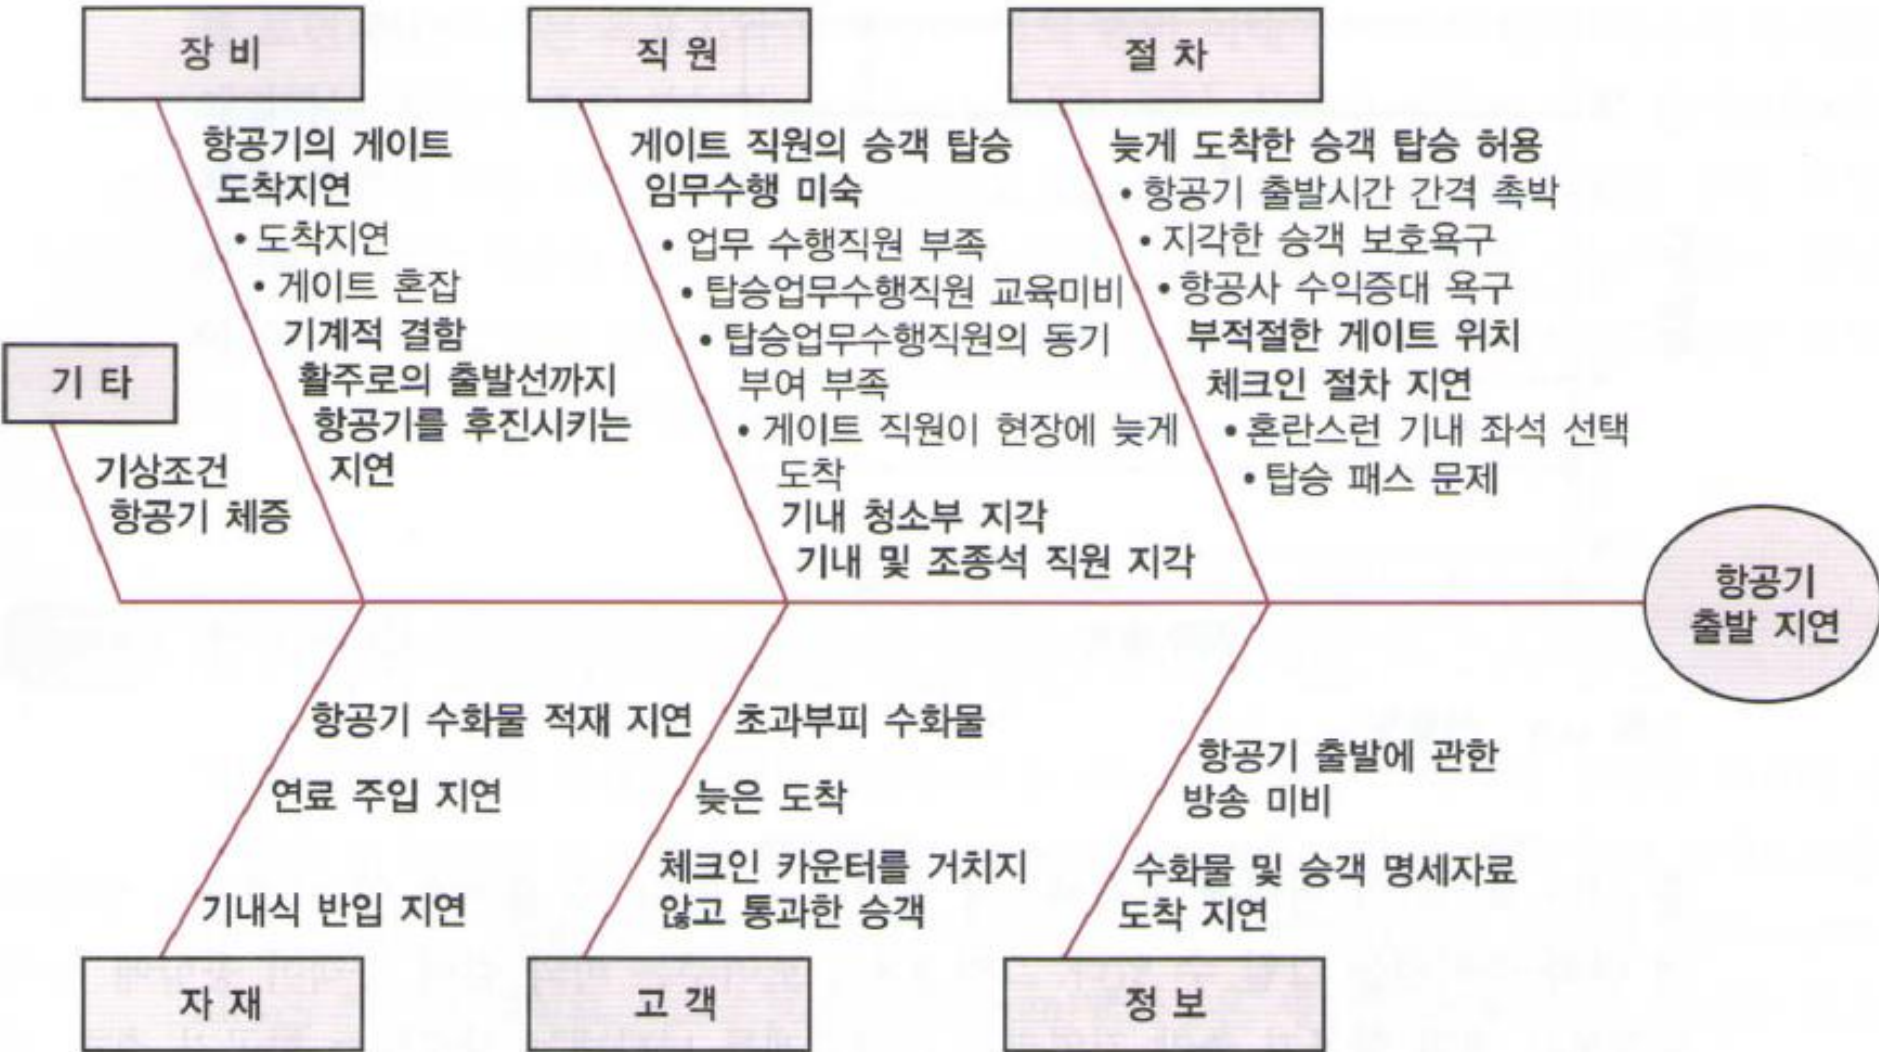 장 비
항공기의 게이트
도착지연
• 도착지연
• 게이트 혼잡
기계적 결함
활주로의 출발선까지
항공기를 후진시키는
지연
직 원
게이트 직원의 승객 탑승
임무수행 미숙
• 업무 수행직원 부족
• 탑승업무수행직원 교육미비
• 탑승업무수행직원의 동기
부여 부족
• 게이트 직원이 현장에 늦게
도착
기내 청소부 지각
기내 및 조종석 직원 지각
절 차
늦게 도착한 승객 탑승 허용
• 항공기 출발시간 간격 촉박
• 지각한 승객 보호욕구
• 항공사 수익증대 욕구
부적절한 게이트 위치
체크인 절차 지연
• 혼란스런 기내 좌석 선택
• 탑승 패스 문제
기 타
기상조건
항공기 체증
항공기
출발 지연
항공기 수화물 적재 지연
연료 주입 지연
기내식 반입 지연
자 재
초과부피 수화물
늦은 도착
체크인 카운터를 거치지
않고 통과한 승객
고 객
항공기 출발에 관한
방송 미비
수화물 및 승객 명세자료
도착 지연
정 보